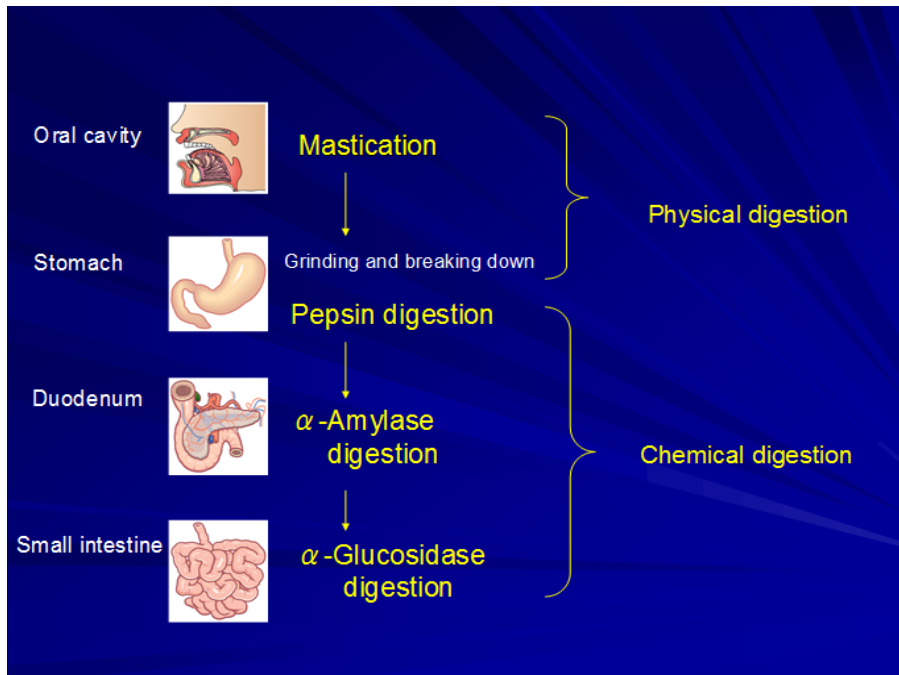 Oral cavity
Mastication
Physical digestion
Stomach
Grinding and breaking down
Pepsin digestion
Duodenum
α-Amylase
digestion
Chemical digestion
Small intestine
α-Glucosidase
digestion